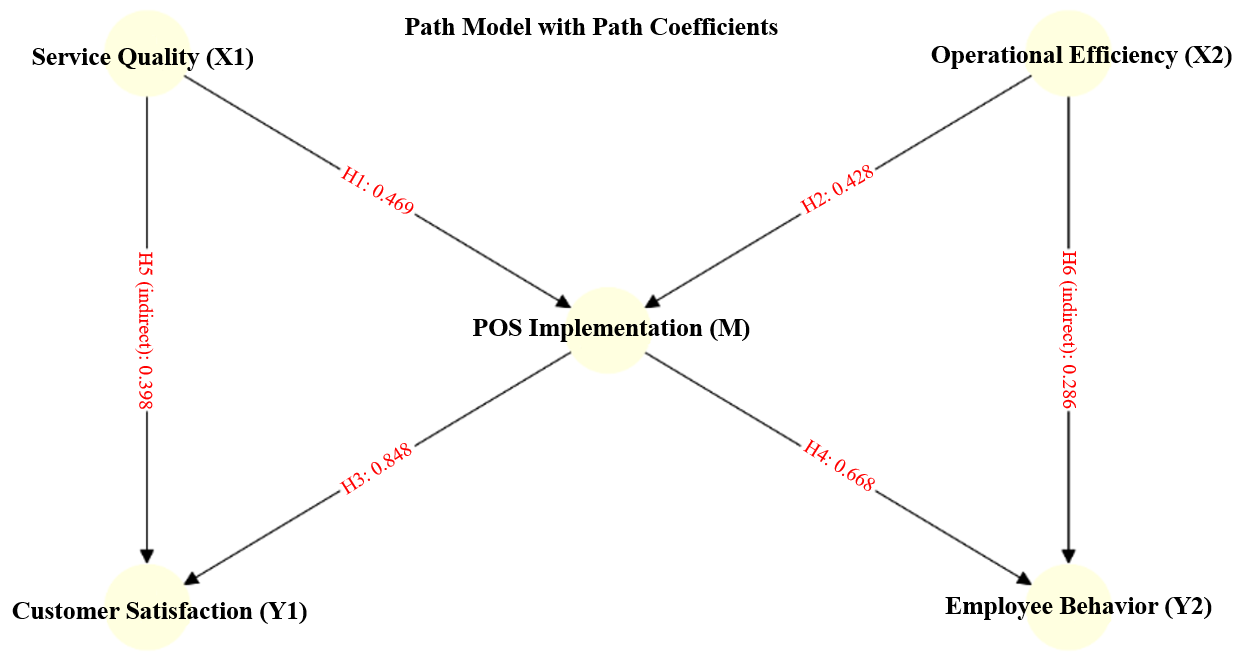 Path Model with Path Coefficients
Service Quality (X1)
Operational Efficiency (X2)
H1: 0.469
H2: 0.428
H5 (indirect): 0.398
H6 (indirect): 0.286
POS Implementation (M)
H3: 0.848
H4: 0.668
Customer Satisfaction (Y1)
Employee Behavior (Y2)